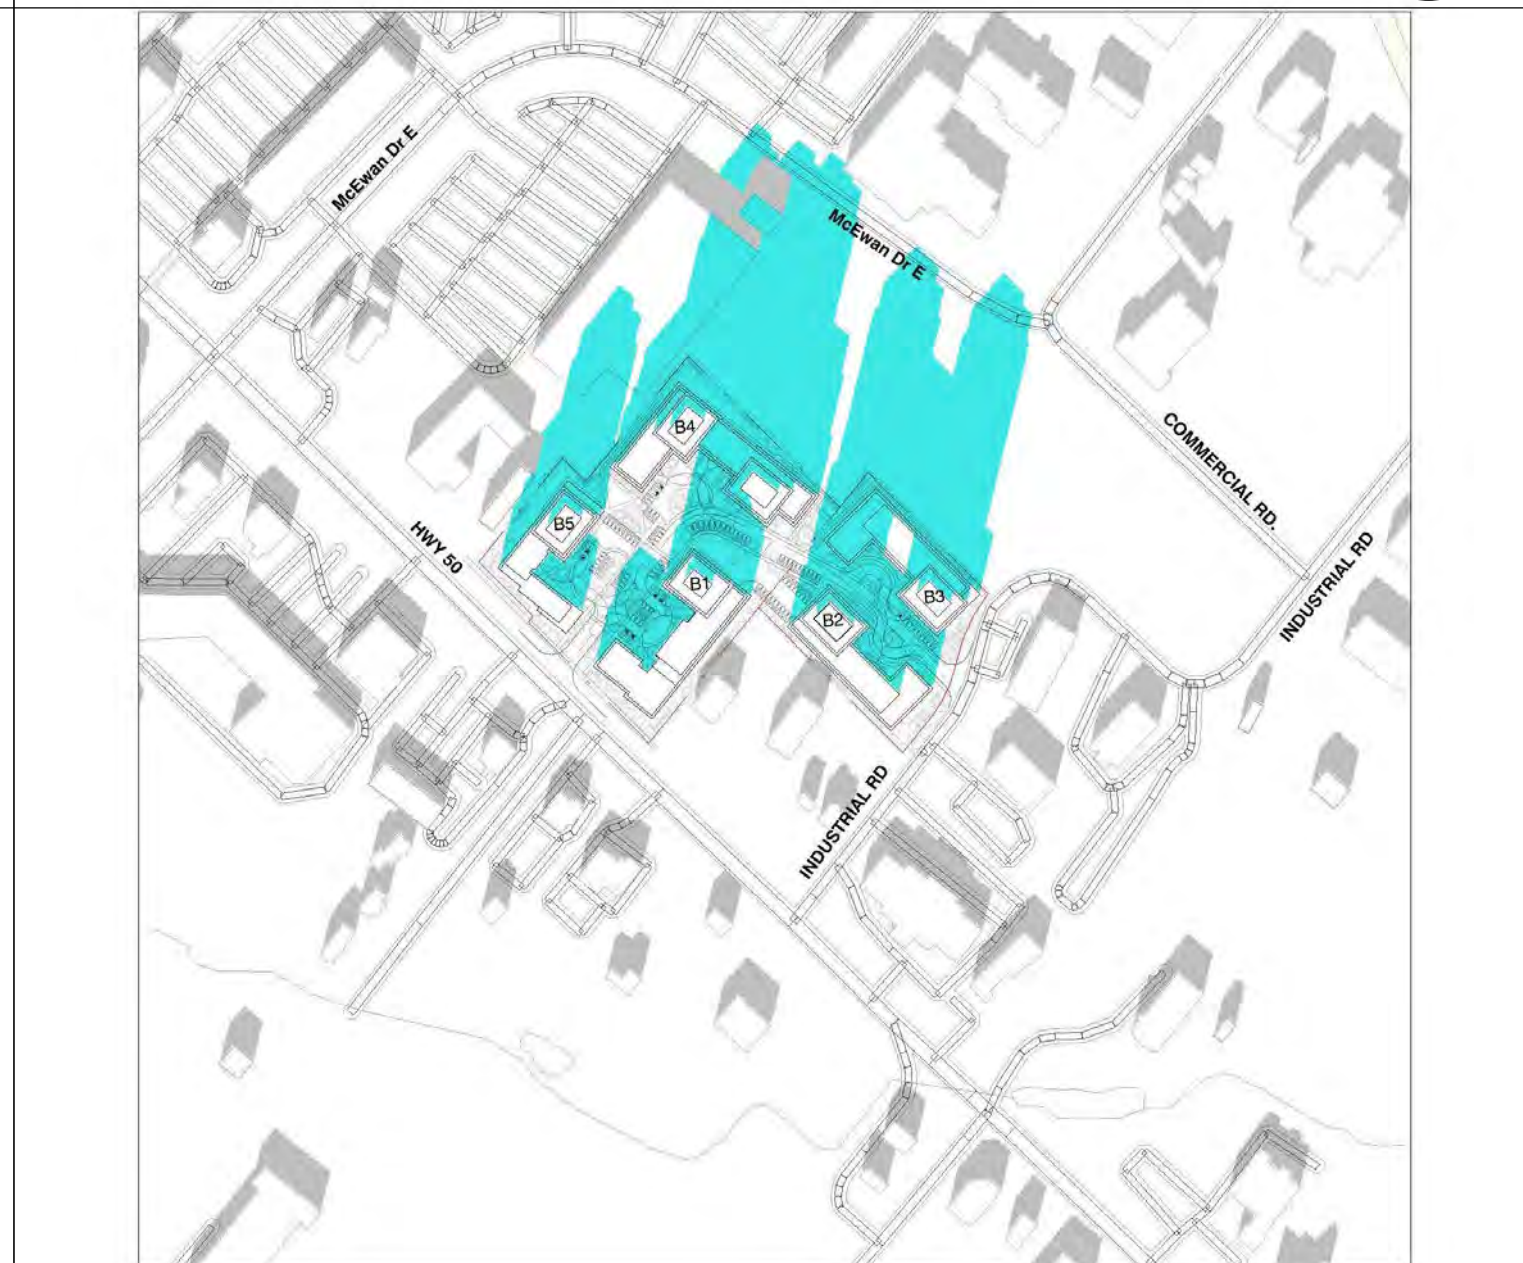 McEwan Dr E
McEwan Dr E
B4
COMMERCIAL RD.
B5
HWY 50
B1
B3
B2
INDUSTRIAL RD
INDUSTRIAL RD